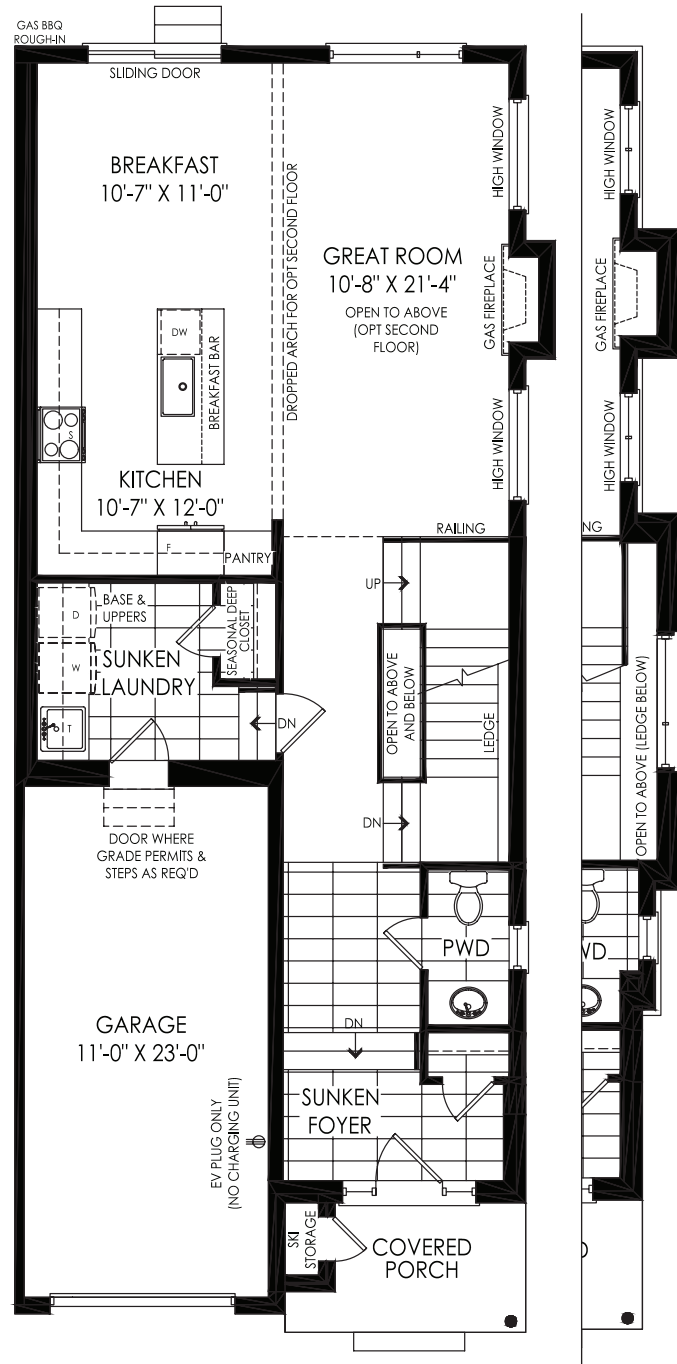 GAS BBQ
ROUGH-IN
SLIDING DOOR
BREAKFAST
10'-7" X 11'-0"
DROPPED ARCH FOR OPT SECOND FLOOR
HIGH WINDOW
GREAT ROOM
10'-8" X 21'-4"
OPEN TO ABOVE
(OPT SECOND
FLOOR)
GAS FIREPLACE
HIGH WINDOW
DW
BREAKFAST BAR
S
KITCHEN
10'-7" X 12'-0"
F
PANTRY
RAILING
UP
D
BASE &
UPPERS
SEASONAL DEEP
CLOSET
W
SUNKEN
LAUNDRY
T
DN
OPEN TO ABOVE
AND BELOW
LEDGE
DN
DOOR WHERE
GRADE PERMITS &
STEPS AS REQ'D
PWD
GARAGE
11'-0" X 23'-0"
DN
SUNKEN
FOYER
EV PLUG ONLY
(NO CHARGING UNIT)
SKI
STORAGE
COVERED
PORCH
HIGH WINDOW
GAS FIREPLACE
HIGH WINDOW
NG
OPEN TO ABOVE (LEDGE BELOW)
WD